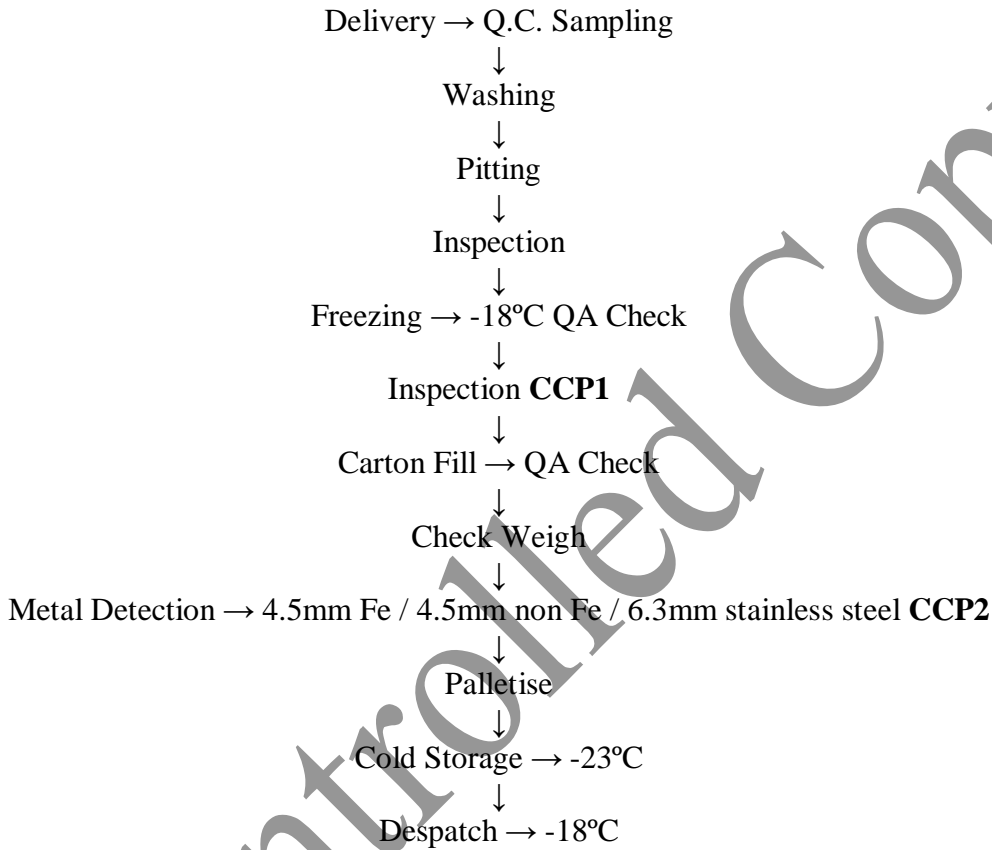 Delivery → Q.C. Sampling
↓
Washing
↓
Pitting
↓
Inspection
↓
Freezing → -18ºC QA Check
↓
Inspection CCP1
↓
Carton Fill → QA Check
↓
Check Weigh
↓
Metal Detection → 4.5mm Fe / 4.5mm non Fe / 6.3mm stainless steel CCP2
↓
Palletise
↓
Cold Storage → -23ºC
↓
Despatch → -18ºC